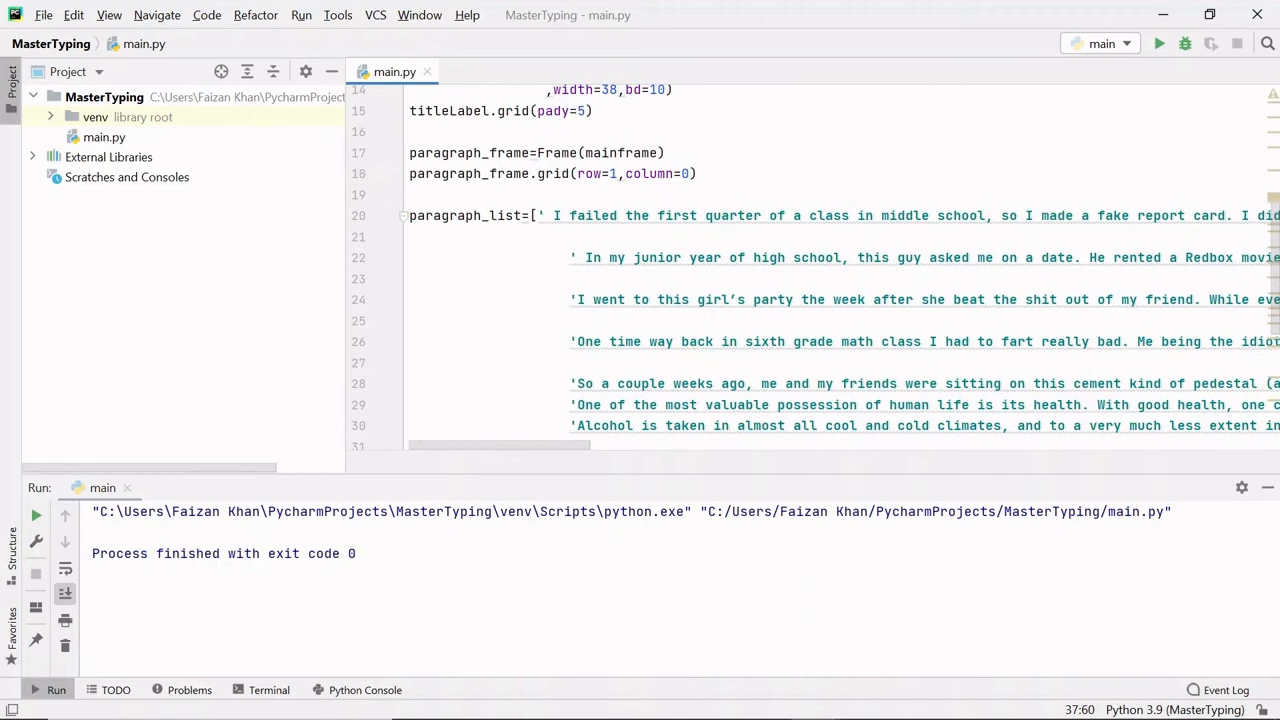 File Edit View Navigate Code Refactor Run Tools VCS Window Help MasterTyping - main.py
MasterTyping main.py main
Project
Project main.py
MasterTyping C:\Users\Faizan Khan\PycharmProject
venv library root
main.py
External Libraries
Scratches and Consoles
14 ,width=38,bd=10)
15 titleLabel.grid(pady=5)
16
17 paragraph_frame=Frame(mainframe)
18 paragraph_frame.grid(row=1,column=0)
19
20 paragraph_list=[' I failed the first quarter of a class in middle school, so I made a fake report card. I did
21
22 ' In my junior year of high school, this guy asked me on a date. He rented a Redbox movie
23
24 'I went to this girl’s party the week after she beat the shit out of my friend. While eve
25
26 'One time way back in sixth grade math class I had to fart really bad. Me being the idiot
27
28 'So a couple weeks ago, me and my friends were sitting on this cement kind of pedestal (a
29 'One of the most valuable possession of human life is its health. With good health, one c
30 'Alcohol is taken in almost all cool and cold climates, and to a very much less extent in
31
Run: main
"C:\Users\Faizan Khan\PycharmProjects\MasterTyping\venv\Scripts\python.exe" "C:/Users/Faizan Khan/PycharmProjects/MasterTyping/main.py"
Process finished with exit code 0
Structure
Favorites
Run TODO Problems Terminal Python Console Event Log
37:60 Python 3.9 (MasterTyping)